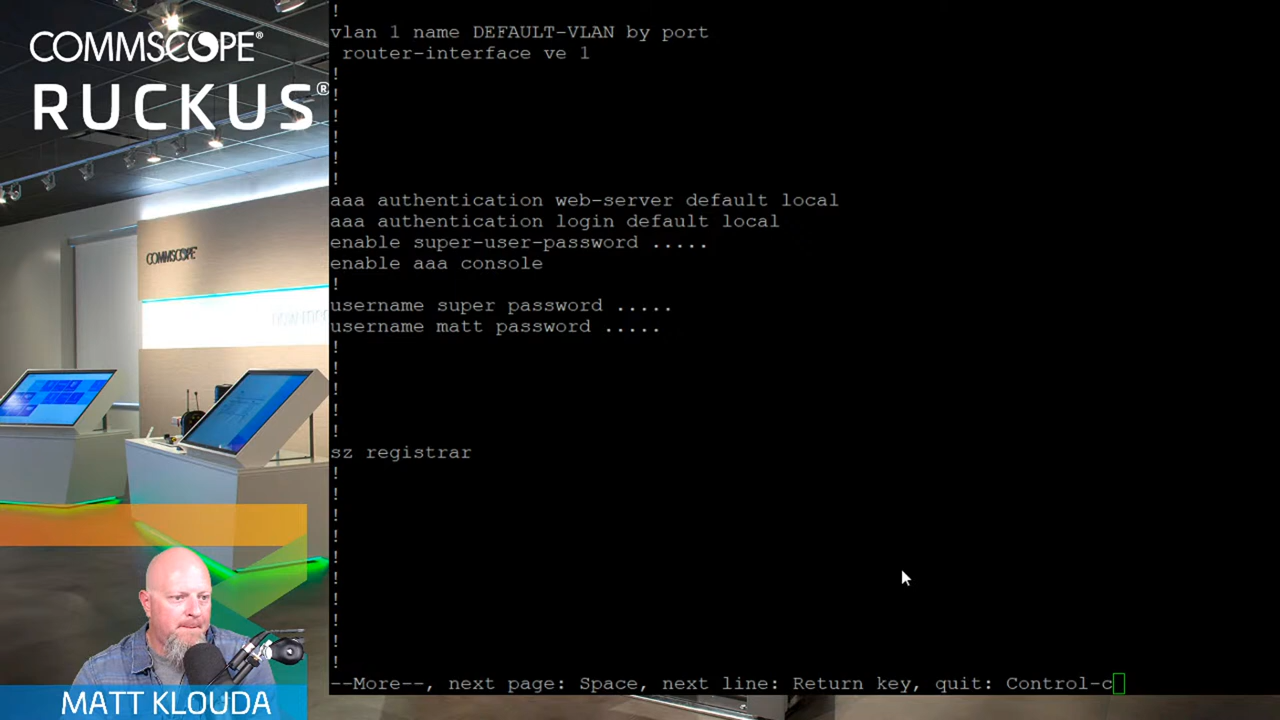 COMMSCOPE®
RUCKUS®
COMMSCOPE
!
vlan 1 name DEFAULT-VLAN by port
router-interface ve 1
!
!
!
!
!
!
aaa authentication web-server default local
aaa authentication login default local
enable super-user-password .....
enable aaa console
!
username super password .....
username matt password .....
!
!
!
!
!
sz registrar
!
!
!
!
!
!
!
!
!
!
--More--, next page: Space, next line: Return key, quit: Control-c
MATT KLOUDA